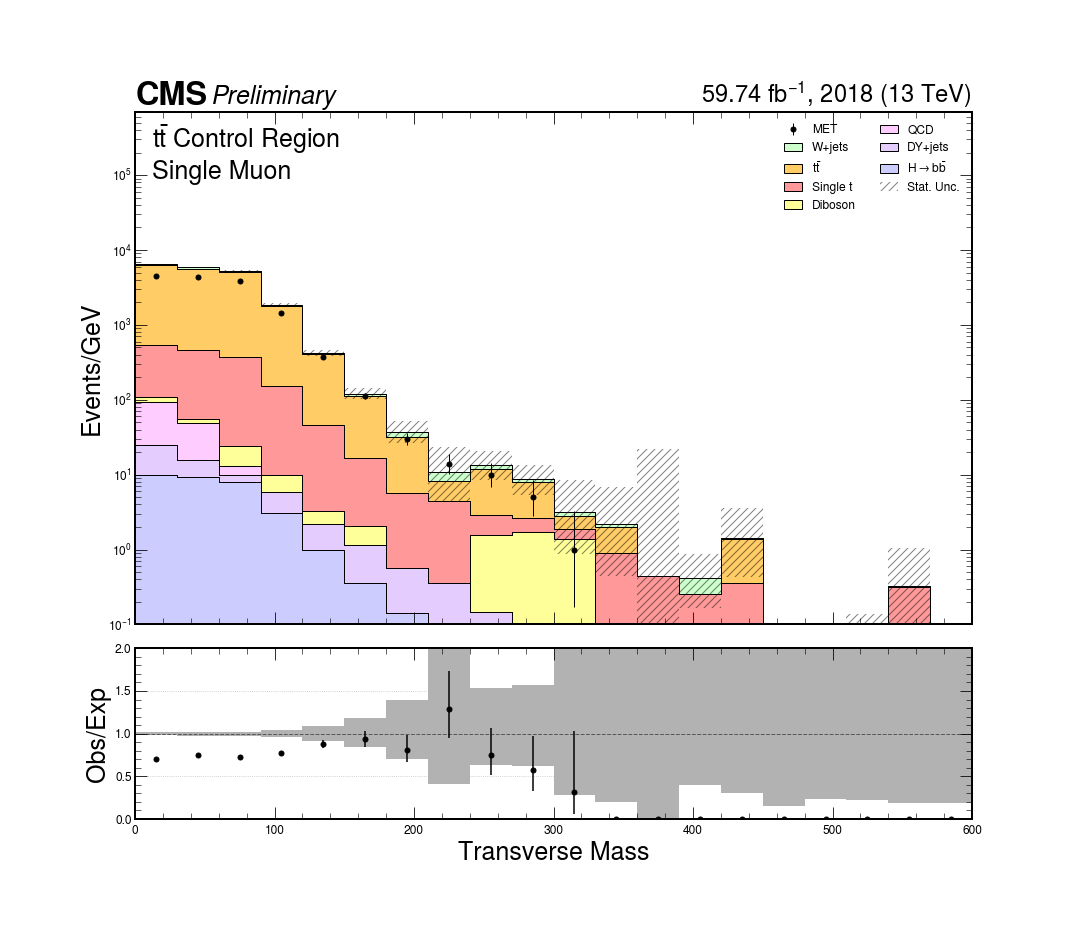 CMS Preliminary
59.74 fb⁻¹, 2018 (13 TeV)
tt̄ Control Region
Single Muon
MET
W+jets
tt̄
Single t
Diboson
QCD
DY+jets
H→bb̄
Stat. Unc.
Events/GeV
10⁵
10⁴
10³
10²
10¹
10⁰
10⁻¹
Obs/Exp
2.0
1.5
1.0
0.5
0.0
0
100
200
300
400
500
600
Transverse Mass